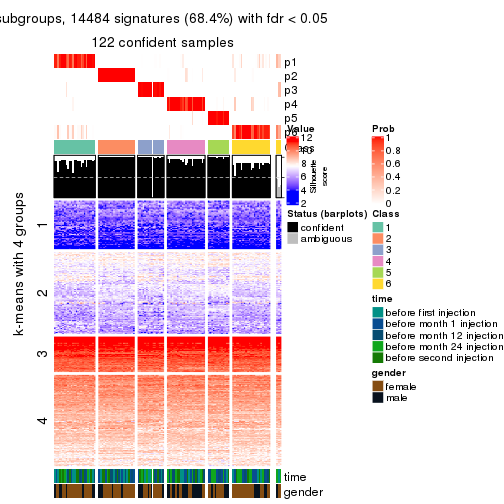 subgroups, 14484 signatures (68.4%) with fdr < 0.05
122 confident samples
p1
p2
p3
p4
p5
k-means with 4 groups
1
2
3
4
time
gender
Value
12
8
6
4
2
Silhouette
score
Status (barplots)
confident
ambiguous
Prob
1
0.8
0.6
0.4
0.2
0
Class
1
2
3
4
5
6
time
before first injection
before month 1 injection
before month 12 injection
before month 24 injection
before second injection
gender
female
male